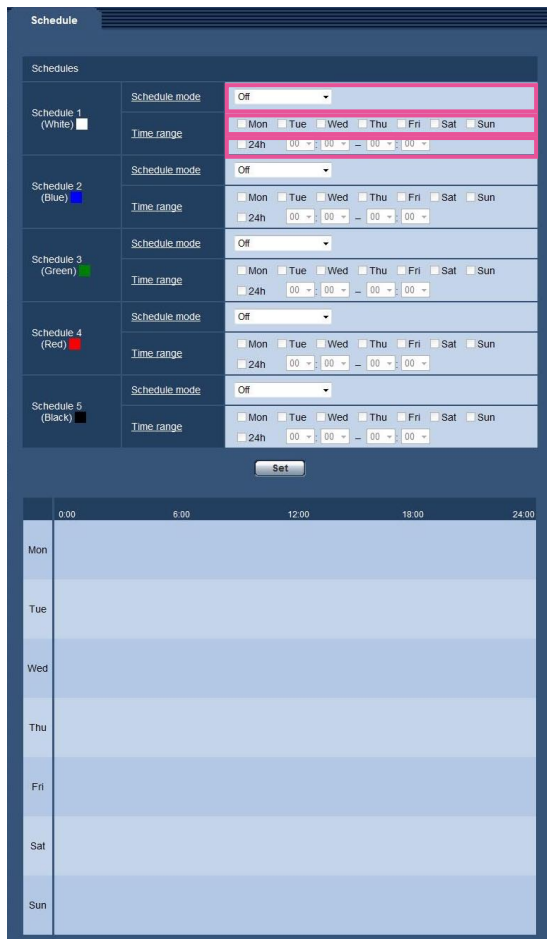 Schedule
Schedules
Schedule 1
(White)
Schedule mode
Off
Time range
Mon Tue Wed Thu Fri Sat Sun
24h 00 : 00 – 00 : 00
Schedule 2
(Blue)
Schedule mode
Off
Time range
Mon Tue Wed Thu Fri Sat Sun
24h 00 : 00 – 00 : 00
Schedule 3
(Green)
Schedule mode
Off
Time range
Mon Tue Wed Thu Fri Sat Sun
24h 00 : 00 – 00 : 00
Schedule 4
(Red)
Schedule mode
Off
Time range
Mon Tue Wed Thu Fri Sat Sun
24h 00 : 00 – 00 : 00
Schedule 5
(Black)
Schedule mode
Off
Time range
Mon Tue Wed Thu Fri Sat Sun
24h 00 : 00 – 00 : 00
Set
0:00 6:00 12:00 18:00 24:00
Mon
Tue
Wed
Thu
Fri
Sat
Sun